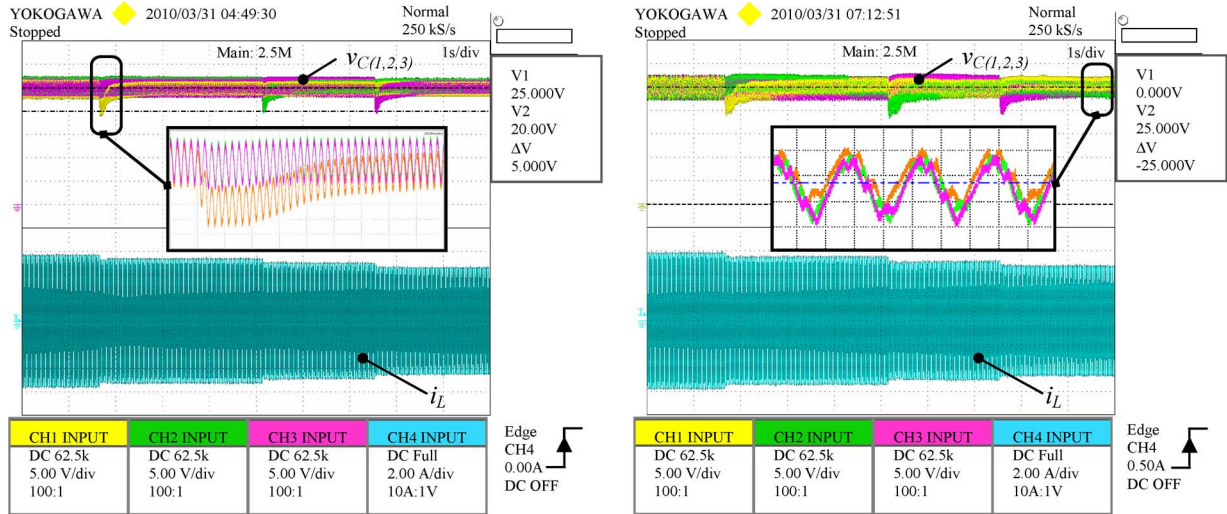 YOKOGAWA 2010/03/31 04:49:30 Normal
Stopped 250 kS/s
Main: 2.5M 1s/div
v_C(1,2,3)
V1
25.000V
V2
20.00V
ΔV
5.000V
i_L
CH1 INPUT CH2 INPUT CH3 INPUT CH4 INPUT
DC 62.5k DC 62.5k DC 62.5k DC Full
5.00 V/div 5.00 V/div 5.00 V/div 2.00 A/div
100:1 100:1 100:1 10A:1V
Edge
CH4
0.00A
DC OFF
YOKOGAWA 2010/03/31 07:12:51 Normal
Stopped 250 kS/s
Main: 2.5M 1s/div
v_C(1,2,3)
V1
0.000V
V2
25.000V
ΔV
-25.000V
i_L
CH1 INPUT CH2 INPUT CH3 INPUT CH4 INPUT
DC 62.5k DC 62.5k DC 62.5k DC Full
5.00 V/div 5.00 V/div 5.00 V/div 2.00 A/div
100:1 100:1 100:1 10A:1V
Edge
CH4
0.50A
DC OFF